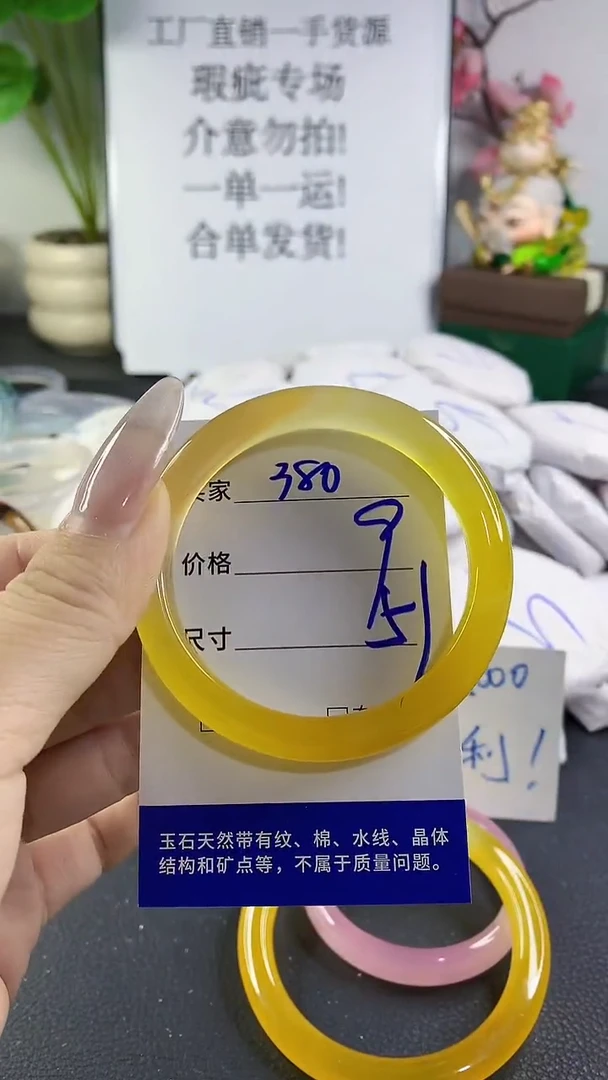 工厂直销一手货源
瑕疵专场
介意勿拍!
一单一运!
合单发货!
家 380
价格
尺寸
000
利!
玉石天然带有纹、棉、水线、晶体
结构和矿点等，不属于质量问题。